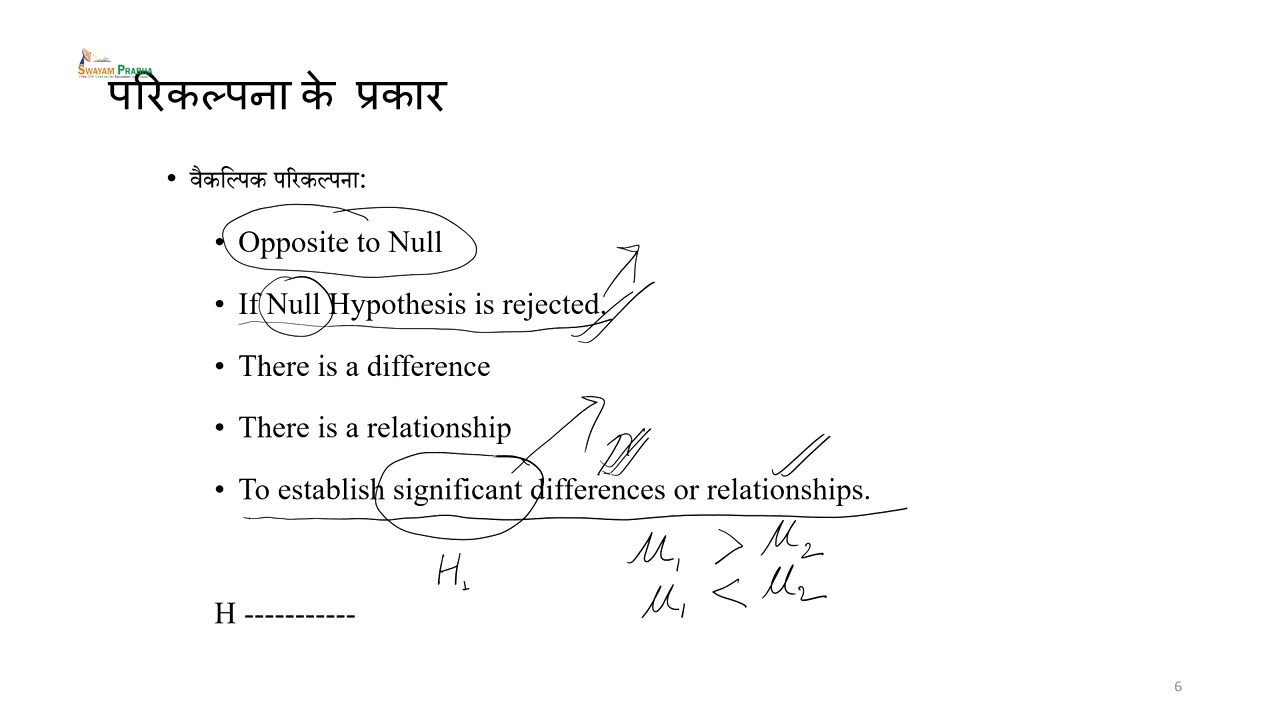 SWAYAM PRABHA
परिकल्पना के प्रकार
• वैकल्पिक परिकल्पना:
• Opposite to Null
• If Null Hypothesis is rejected.
• There is a difference
• There is a relationship
• To establish significant differences or relationships.
μ₁ > μ₂
H₁
μ₁ < μ₂
H -----------
6